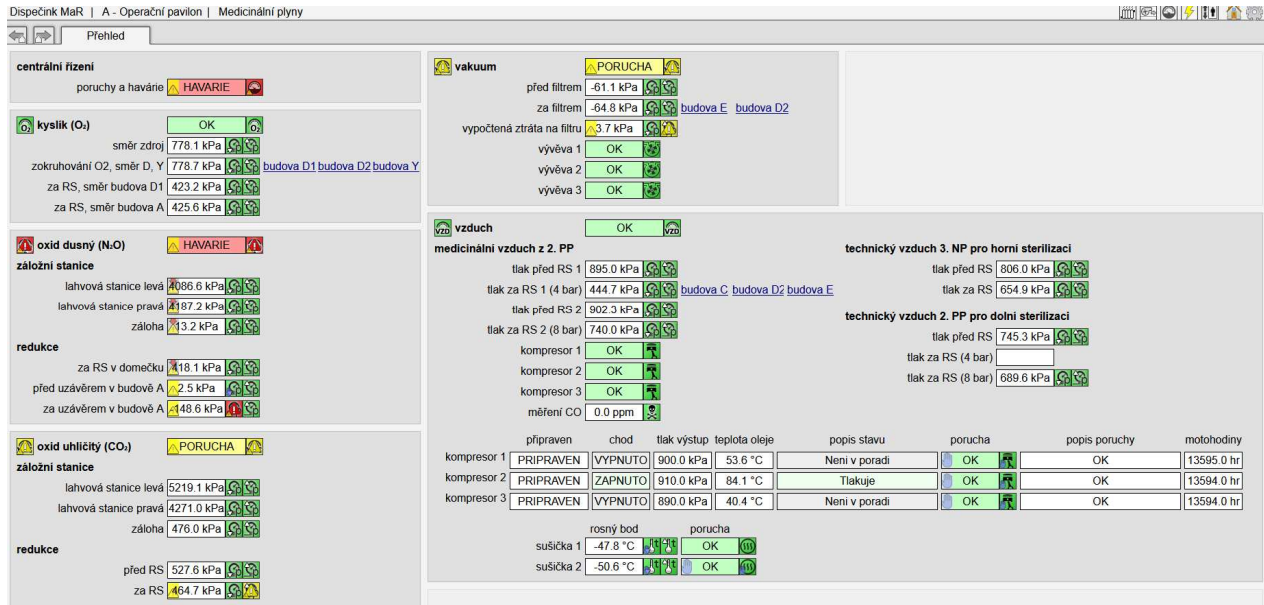 Dispečink MaR | A - Operační pavilon | Medicinální plyny
Přehled
centrální řízení
poruchy a havárie HAVARIE
kyslík (O₂) OK
směr zdroj 778.1 kPa
zokruhování O2, směr D, Y 778.7 kPa budova D1 budova D2 budova Y
za RS, směr budova D1 423.2 kPa
za RS, směr budova A 425.6 kPa
oxid dusný (N₂O) HAVARIE
záložní stanice
lahvová stanice levá 4086.6 kPa
lahvová stanice pravá 4187.2 kPa
záloha 13.2 kPa
redukce
za RS v domečku 418.1 kPa
před uzávěrem v budově A 2.5 kPa
za uzávěrem v budově A -148.6 kPa
oxid uhličitý (CO₂) PORUCHA
záložní stanice
lahvová stanice levá 5219.1 kPa
lahvová stanice pravá 4271.0 kPa
záloha 476.0 kPa
redukce
před RS 527.6 kPa
za RS 464.7 kPa
vakuum PORUCHA
před filtrem -61.1 kPa
za filtrem -64.8 kPa budova E budova D2
vypočtená ztráta na filtru 3.7 kPa
vývěva 1 OK
vývěva 2 OK
vývěva 3 OK
vzduch OK
medicinální vzduch z 2. PP
tlak před RS 1 895.0 kPa
tlak za RS 1 (4 bar) 444.7 kPa budova C budova D2 budova E
tlak před RS 2 902.3 kPa
tlak za RS 2 (8 bar) 740.0 kPa
kompresor 1 OK
kompresor 2 OK
kompresor 3 OK
měření CO 0.0 ppm
technický vzduch 3. NP pro horní sterilizaci
tlak před RS 806.0 kPa
tlak za RS 654.9 kPa
technický vzduch 2. PP pro dolní sterilizaci
tlak před RS 745.3 kPa
tlak za RS (4 bar)
tlak za RS (8 bar) 689.6 kPa
připraven chod tlak výstup teplota oleje popis stavu porucha popis poruchy motohodiny
kompresor 1 PRIPRAVEN VYPNUTO 900.0 kPa 53.6 °C Neni v poradi OK OK 13595.0 hr
kompresor 2 PRIPRAVEN ZAPNUTO 910.0 kPa 84.1 °C Tlakuje OK OK 13594.0 hr
kompresor 3 PRIPRAVEN VYPNUTO 890.0 kPa 40.4 °C Neni v poradi OK OK 13594.0 hr
rosný bod porucha
sušička 1 -47.8 °C OK
sušička 2 -50.6 °C OK